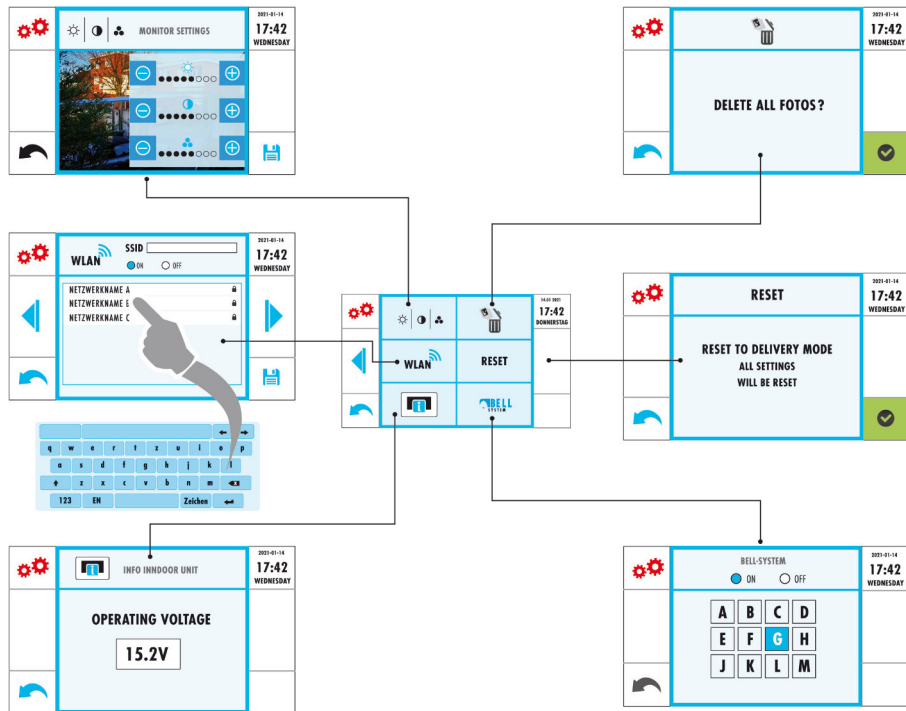 MONITOR SETTINGS
2021-01-14
17:42
WEDNESDAY
DELETE ALL FOTOS?
2021-01-14
17:42
WEDNESDAY
WLAN
SSID
ON OFF
NETZWERKNAME A
NETZWERKNAME B
NETZWERKNAME C
2021-01-14
17:42
WEDNESDAY
q w e r t z u i o p
a s d f g h j k l
z x c v b n m
123 EN Zeichen
14.01 2021
17:42
DONNERSTAG
WLAN
RESET
BELL
SYSTEM
RESET
RESET TO DELIVERY MODE
ALL SETTINGS
WILL BE RESET
2021-01-14
17:42
WEDNESDAY
INFO INNDOOR UNIT
OPERATING VOLTAGE
15.2V
2021-01-14
17:42
WEDNESDAY
BELL-SYSTEM
ON OFF
A B C D
E F G H
J K L M
2021-01-14
17:42
WEDNESDAY